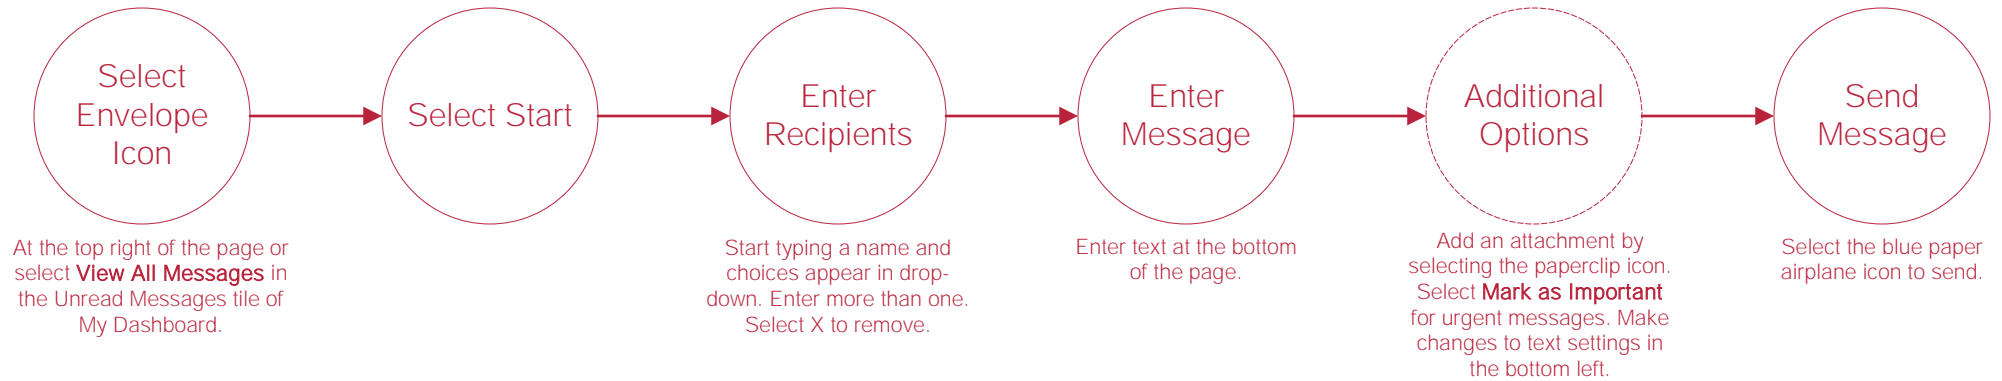 Select
Envelope
Icon
At the top right of the page or
select View All Messages in
the Unread Messages tile of
My Dashboard.
Select Start
Enter
Recipients
Start typing a name and
choices appear in drop-
down. Enter more than one.
Select X to remove.
Enter
Message
Enter text at the bottom
of the page.
Additional
Options
Add an attachment by
selecting the paperclip icon.
Select Mark as Important
for urgent messages. Make
changes to text settings in
the bottom left.
Send
Message
Select the blue paper
airplane icon to send.